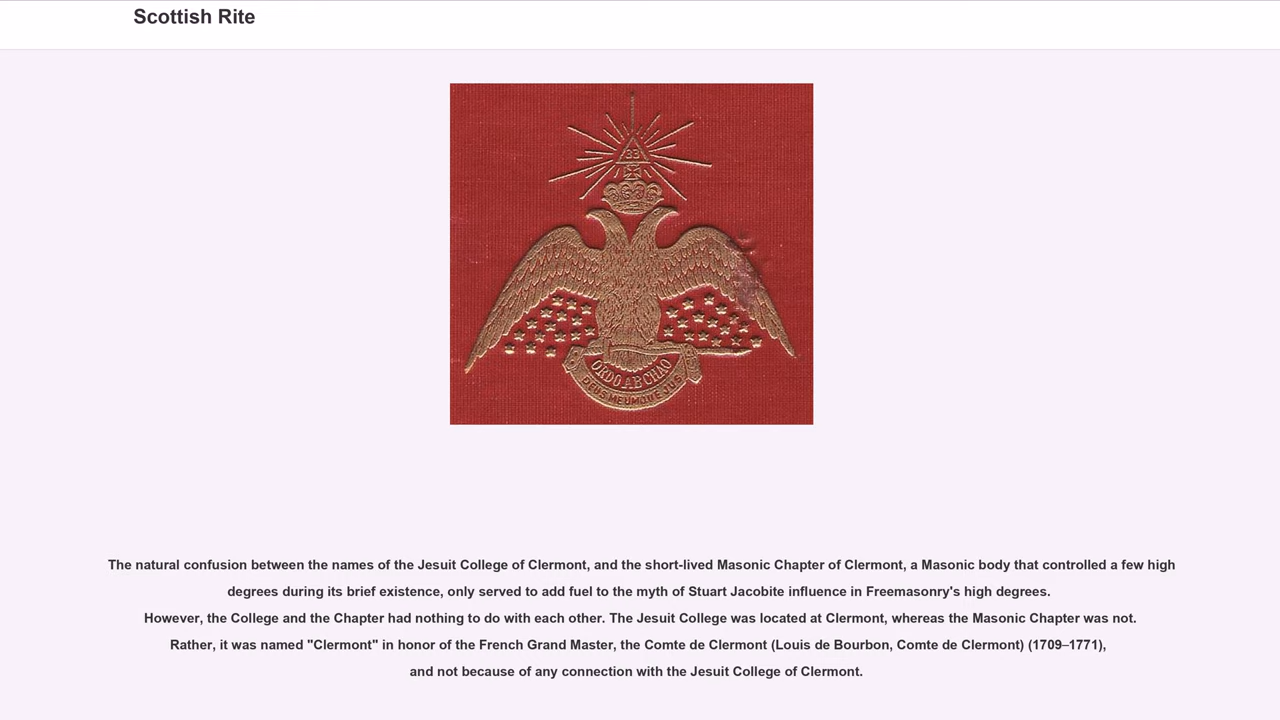 Scottish Rite
33
ORDO AB CHAO
DEUS MEUMQUE JUS
The natural confusion between the names of the Jesuit College of Clermont, and the short-lived Masonic Chapter of Clermont, a Masonic body that controlled a few high
degrees during its brief existence, only served to add fuel to the myth of Stuart Jacobite influence in Freemasonry's high degrees.
However, the College and the Chapter had nothing to do with each other. The Jesuit College was located at Clermont, whereas the Masonic Chapter was not.
Rather, it was named "Clermont" in honor of the French Grand Master, the Comte de Clermont (Louis de Bourbon, Comte de Clermont) (1709–1771),
and not because of any connection with the Jesuit College of Clermont.